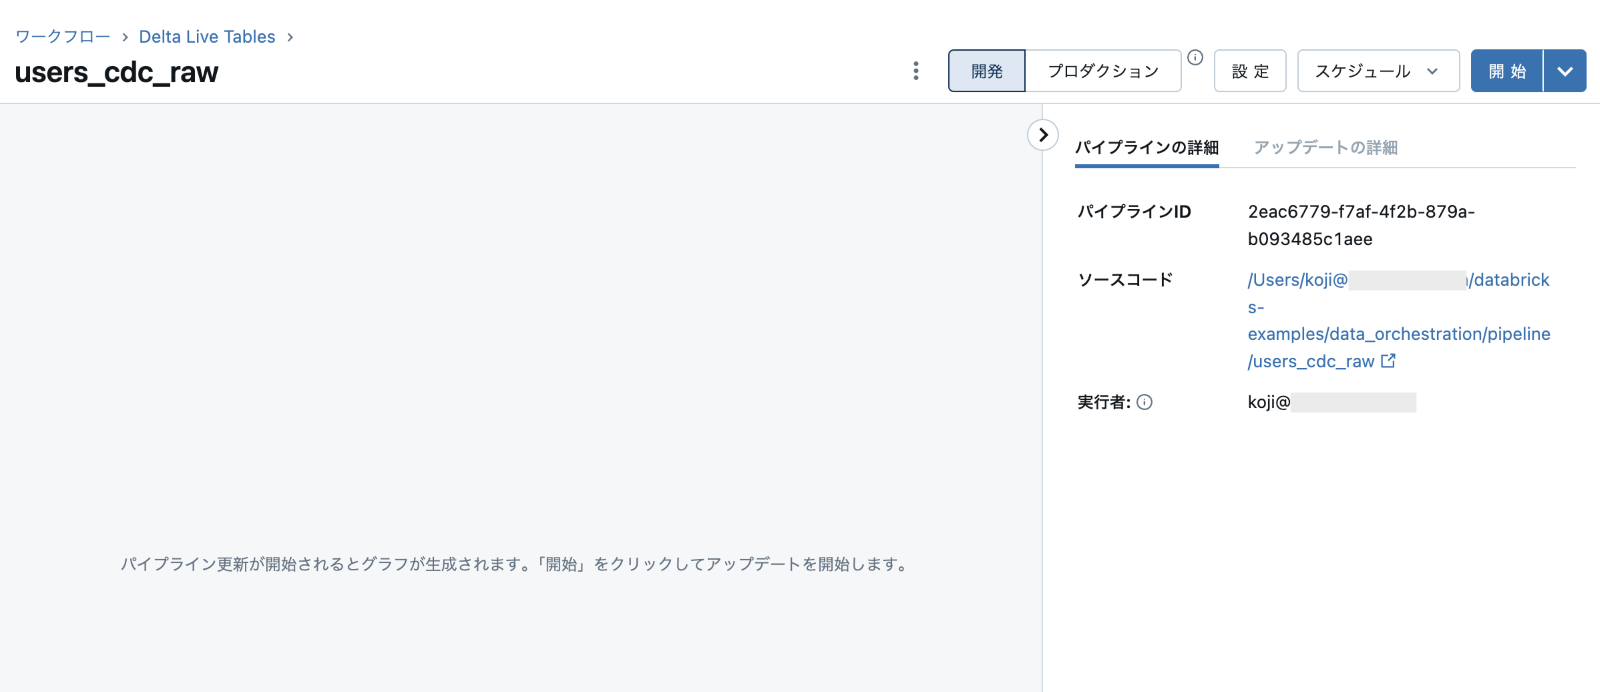 ワークフロー › Delta Live Tables ›
users_cdc_raw
開発 プロダクション 設定 スケジュール 開始
パイプラインの詳細 アップデートの詳細
パイプラインID 2eac6779-f7af-4f2b-879a-
b093485c1aee
ソースコード /Users/koji@ /databrick
s-
examples/data_orchestration/pipeline
/users_cdc_raw
実行者: koji@
パイプライン更新が開始されるとグラフが生成されます。「開始」をクリックしてアップデートを開始します。